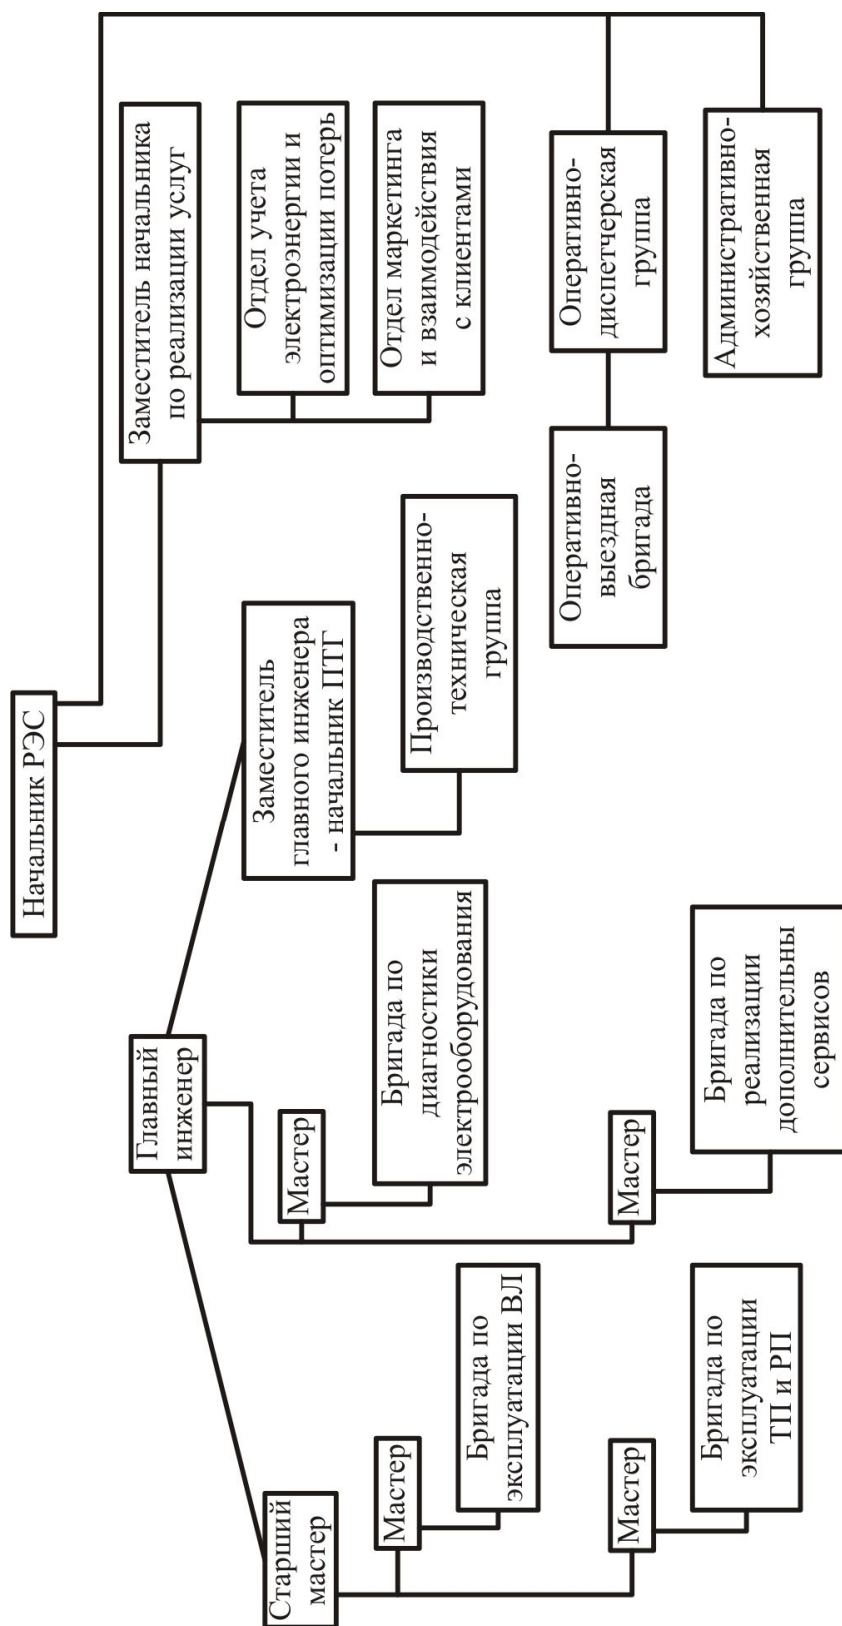 Начальник РЭС
Главный
инженер
Заместитель начальника
по реализации услуг
Старший
мастер
Мастер
Бригада по
эксплуатации ВЛ
Мастер
Бригада по
эксплуатации
ТП и РП
Мастер
Бригада по
диагностики
электрооборудования
Мастер
Бригада по
реализации
дополнительны
сервисов
Заместитель
главного инженера
- начальник ПТГ
Производственно-
техническая
группа
Отдел учета
электроэнергии и
оптимизации потерь
Отдел маркетинга
и взаимодействия
с клиентами
Оперативно-
выездная
бригада
Оперативно-
диспетчерская
группа
Административно-
хозяйственная
группа